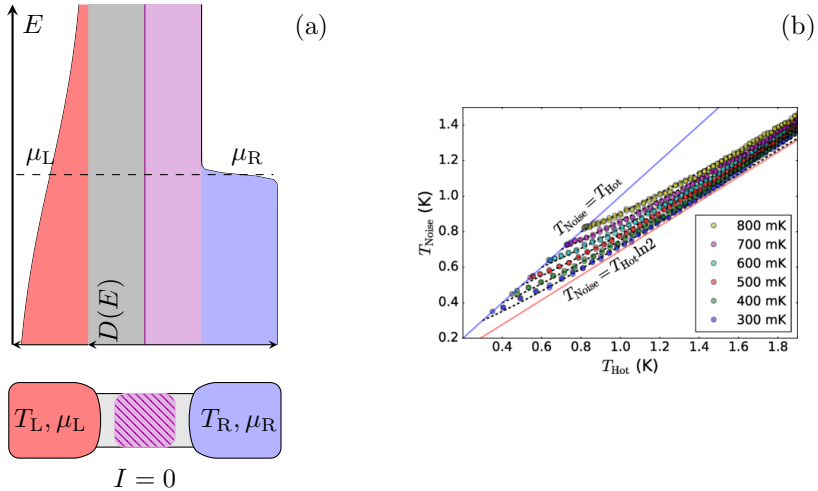 E
(a)
μL
μR
D(E)
TL, μL
TR, μR
I = 0
(b)
1.4
1.2
1.0
0.8
0.6
0.4
0.2
TNoise (K)
TNoise = THot
TNoise = THot ln2
800 mK
700 mK
600 mK
500 mK
400 mK
300 mK
0.4 0.6 0.8 1.0 1.2 1.4 1.6 1.8
THot (K)